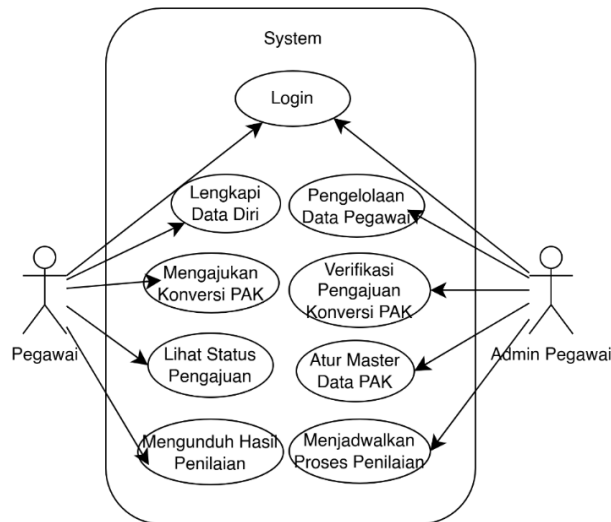 System
Login
Lengkapi
Data Diri
Pengelolaan
Data Pegawai
Mengajukan
Konversi PAK
Verifikasi
Pengajuan
Konversi PAK
Pegawai
Lihat Status
Pengajuan
Atur Master
Data PAK
Admin Pegawai
Mengunduh Hasil
Penilaian
Menjadwalkan
Proses Penilaian